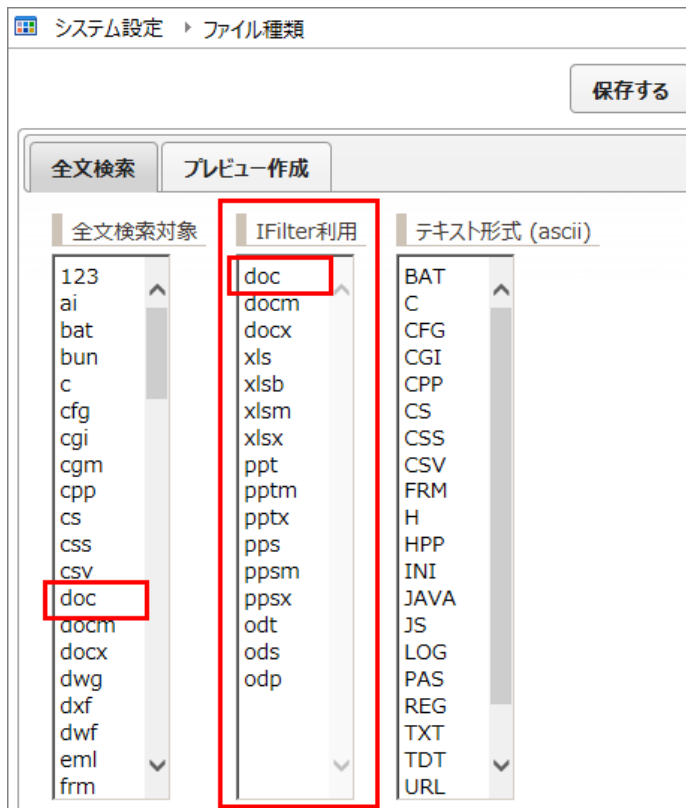 システム設定 ファイル種類
保存する
全文検索 プレビュー作成
全文検索対象
123
ai
bat
bun
c
cfg
cgi
cgm
cpp
cs
css
csv
doc
docm
docx
dwg
dxf
dwf
eml
frm
IFilter利用
doc
docm
docx
xls
xlsb
xlsm
xlsx
ppt
pptm
pptx
pps
ppsm
ppsx
odt
ods
odp
テキスト形式 (ascii)
BAT
C
CFG
CGI
CPP
CS
CSS
CSV
FRM
H
HPP
INI
JAVA
JS
LOG
PAS
REG
TXT
TDT
URL